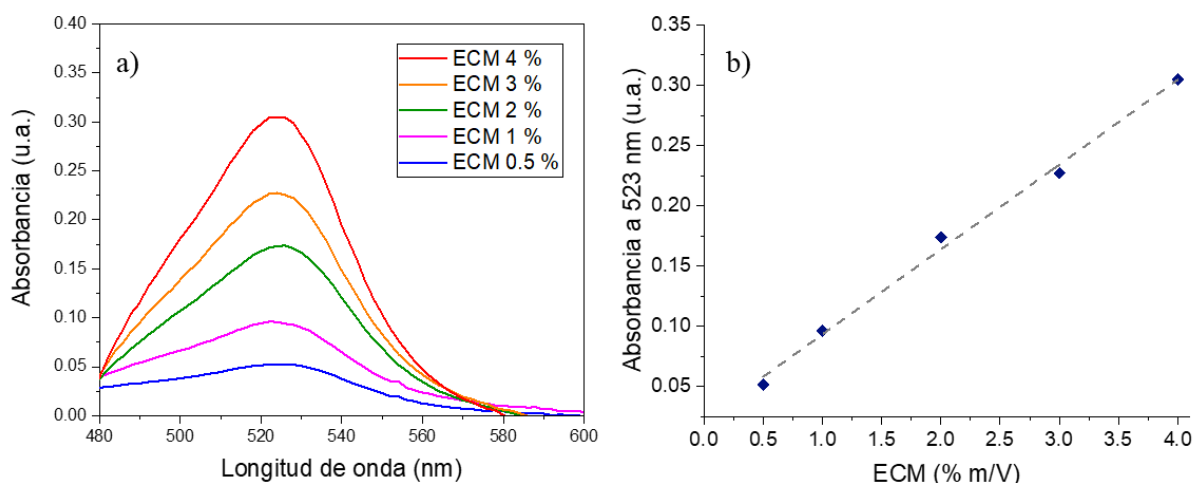 a)
Absorbancia (u.a.)
0.40
0.35
0.30
0.25
0.20
0.15
0.10
0.05
0.00
480 500 520 540 560 580 600
Longitud de onda (nm)
ECM 4 %
ECM 3 %
ECM 2 %
ECM 1 %
ECM 0.5 %
b)
Absorbancia a 523 nm (u.a.)
0.35
0.30
0.25
0.20
0.15
0.10
0.05
0.0 0.5 1.0 1.5 2.0 2.5 3.0 3.5 4.0
ECM (% m/V)